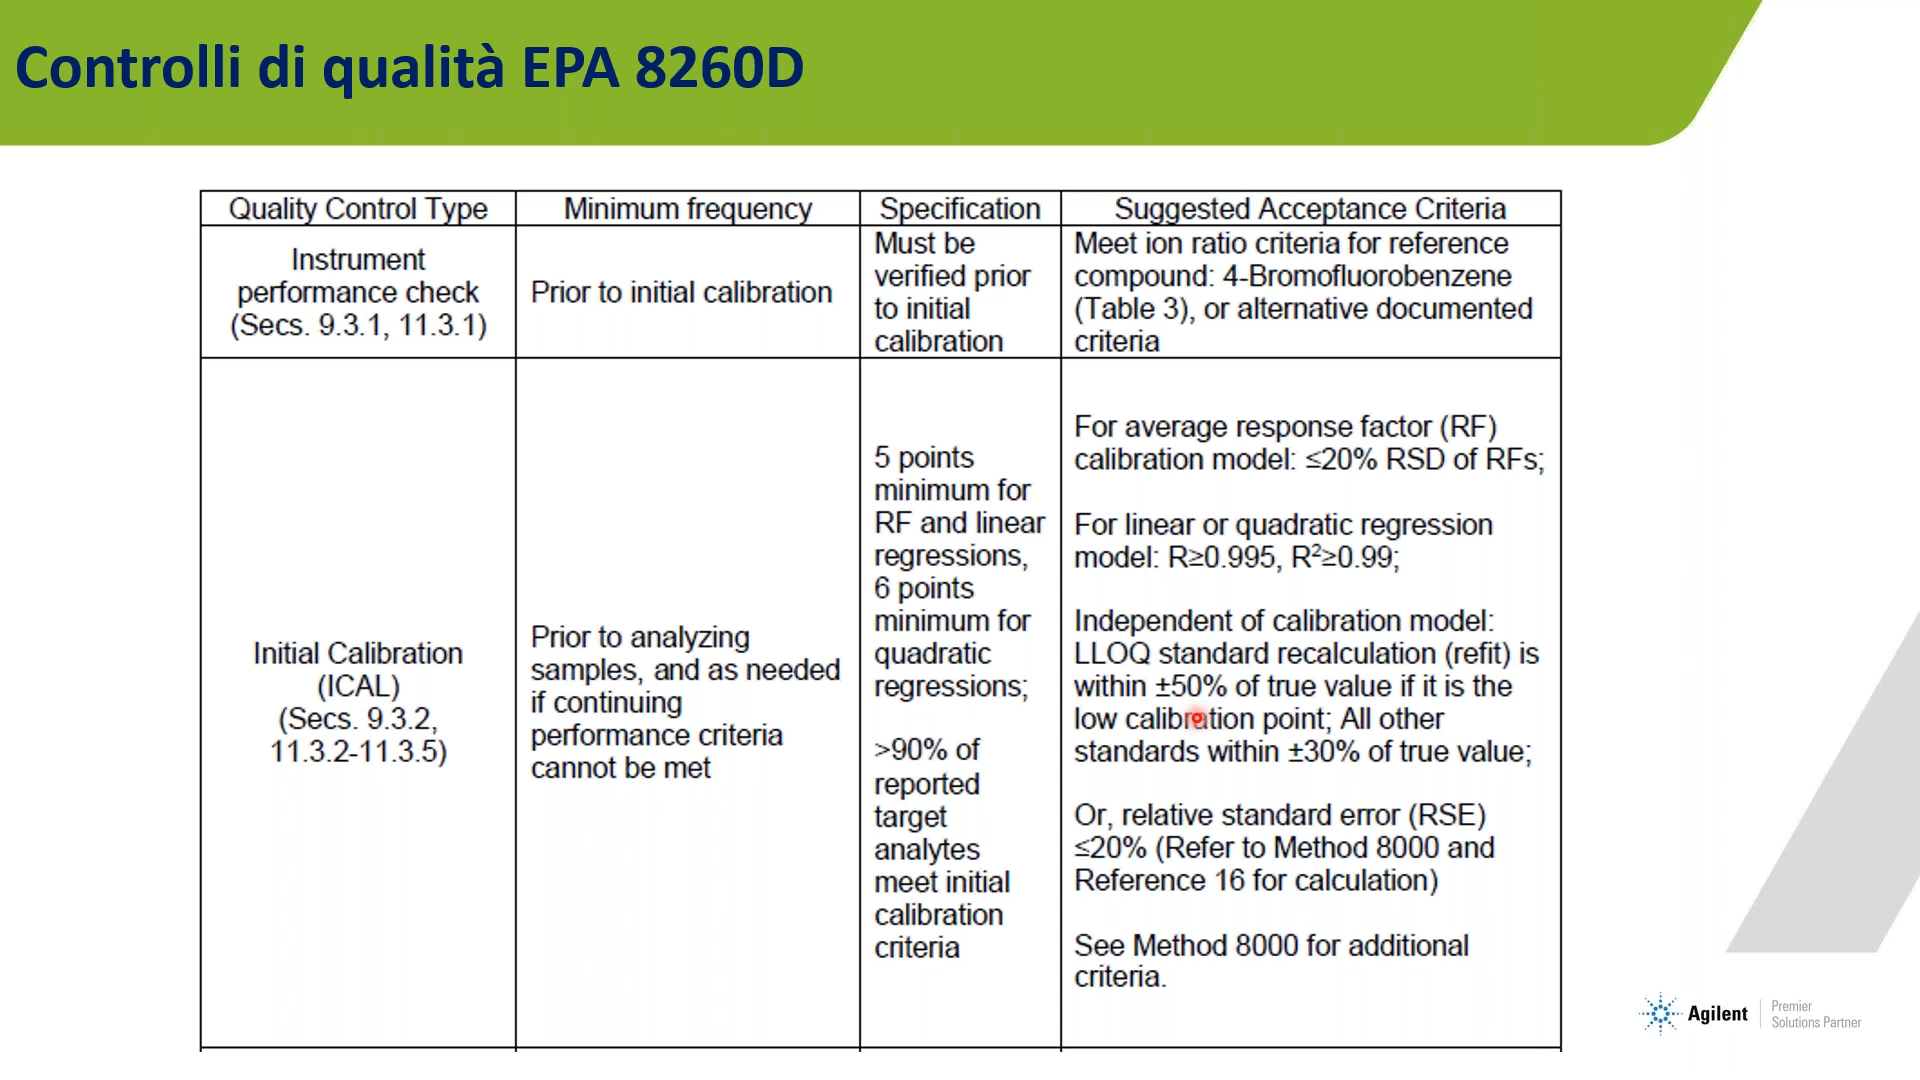 Controlli di qualità EPA 8260D
Quality Control Type
Minimum frequency
Specification
Suggested Acceptance Criteria
Instrument
performance check
(Secs. 9.3.1, 11.3.1)
Prior to initial calibration
Must be
verified prior
to initial
calibration
Meet ion ratio criteria for reference
compound: 4-Bromofluorobenzene
(Table 3), or alternative documented
criteria
Initial Calibration
(ICAL)
(Secs. 9.3.2,
11.3.2-11.3.5)
Prior to analyzing
samples, and as needed
if continuing
performance criteria
cannot be met
5 points
minimum for
RF and linear
regressions,
6 points
minimum for
quadratic
regressions;
>90% of
reported
target
analytes
meet initial
calibration
criteria
For average response factor (RF)
calibration model: ≤20% RSD of RFs;
For linear or quadratic regression
model: R≥0.995, R²≥0.99;
Independent of calibration model:
LLOQ standard recalculation (refit) is
within ±50% of true value if it is the
low calibration point; All other
standards within ±30% of true value;
Or, relative standard error (RSE)
≤20% (Refer to Method 8000 and
Reference 16 for calculation)
See Method 8000 for additional
criteria.
Agilent
Premier
Solutions Partner